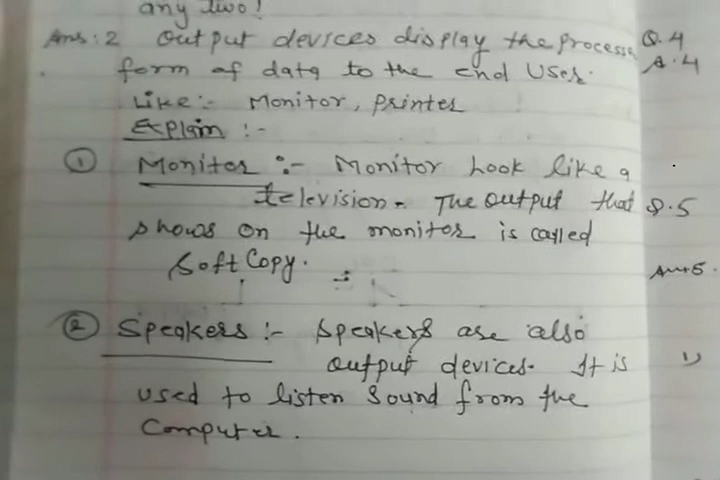 any two!
Ans: 2 Output devices display the processe
form of data to the end User.
Like:- Monitor, Printer
Explain :-
① Monitor :- Monitor look like a
television. The output that
shows on the monitor is called
Soft Copy.
② Speakers :- Speakers are also
output devices. It is
used to listen sound from the
Computer.
Q.4
A.4
Q.5
Ans5.
1)